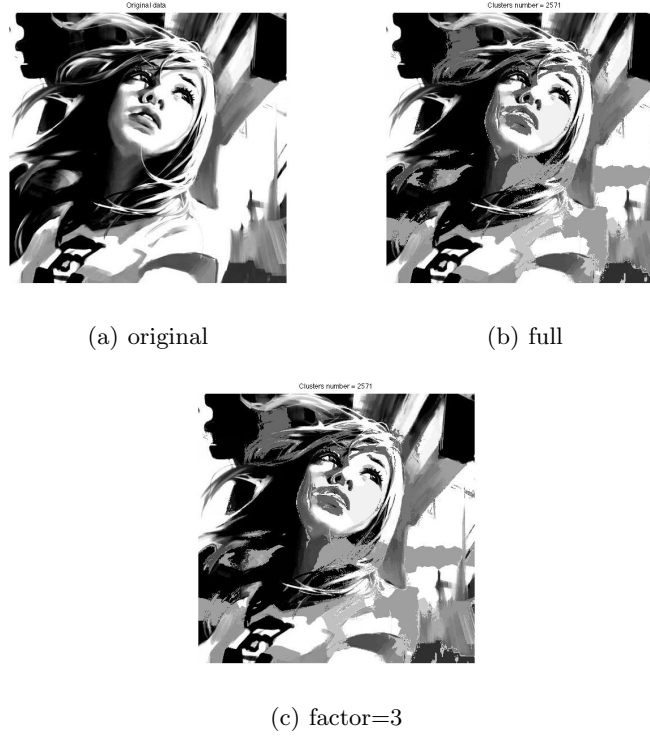 Original data
Clusters number = 2571
(a) original
(b) full
Clusters number = 2571
(c) factor=3